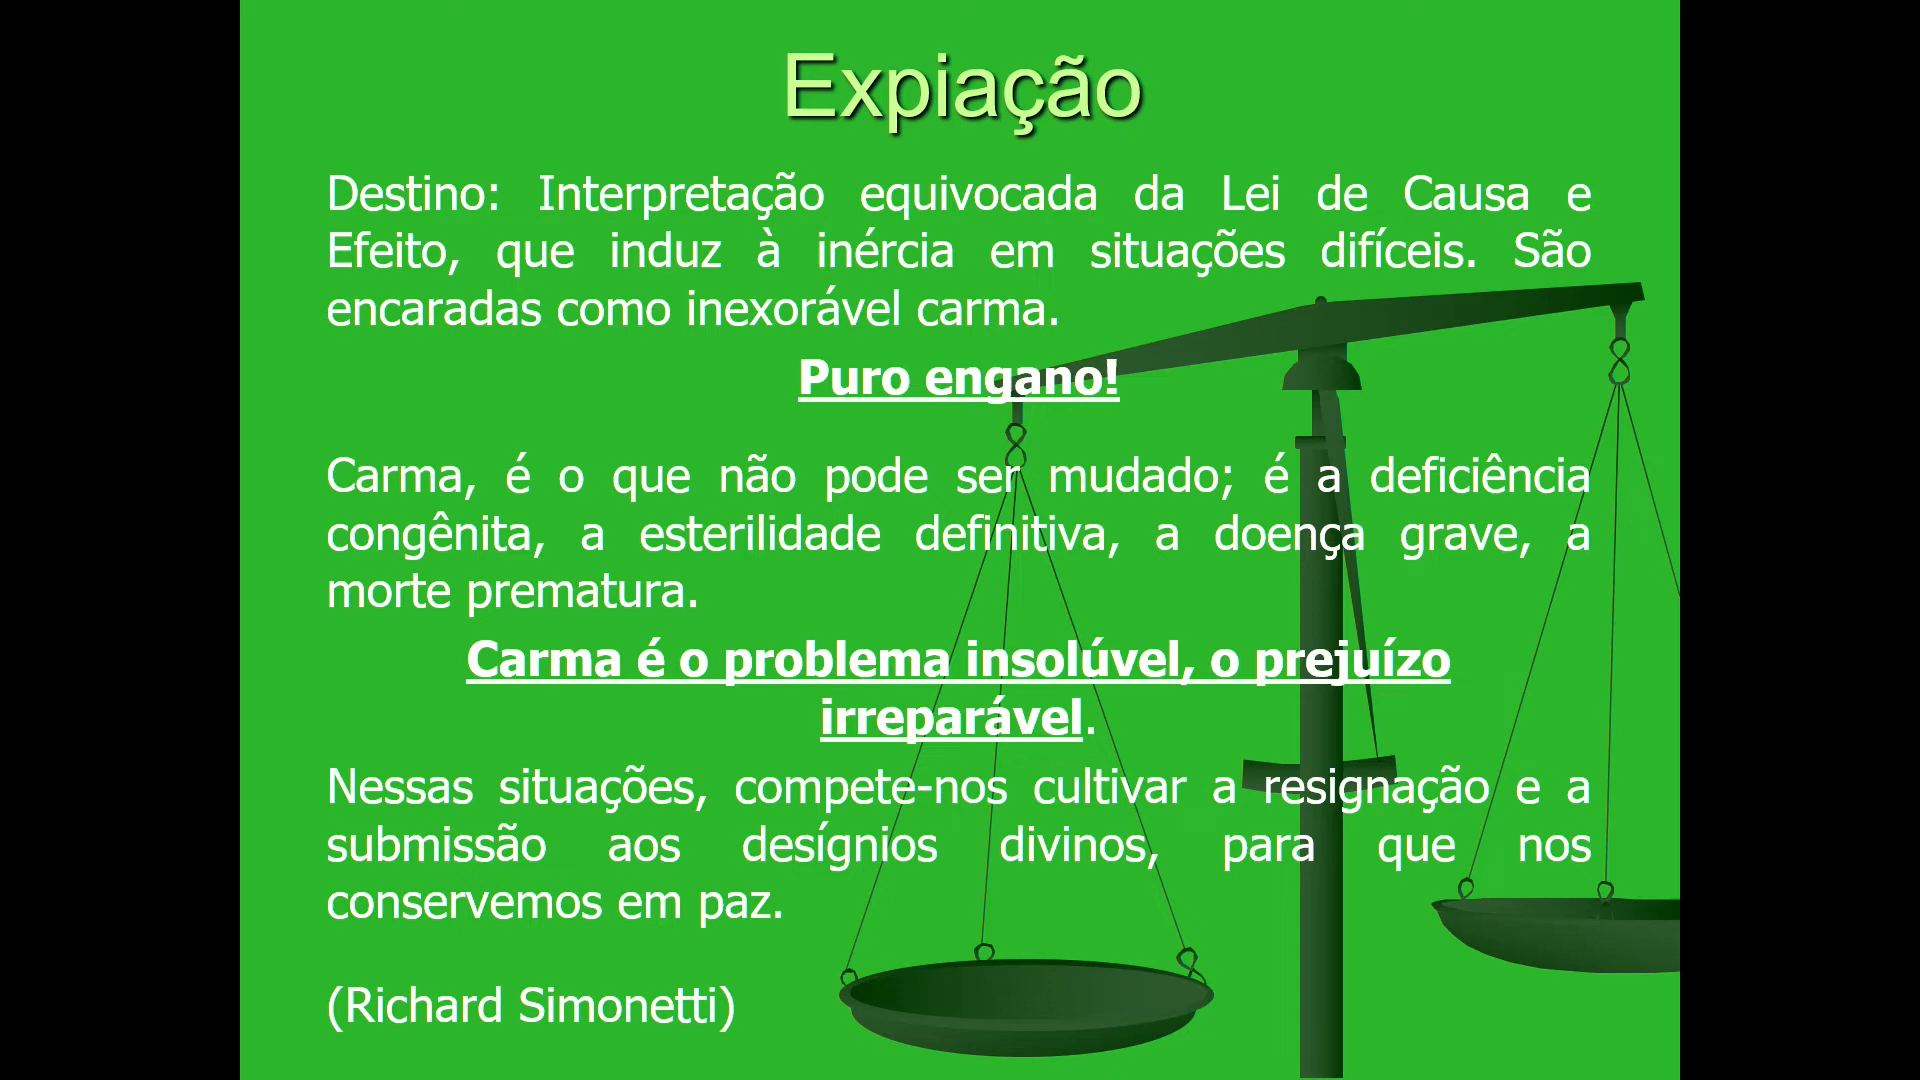 Expiação
Destino: Interpretação equivocada da Lei de Causa e
Efeito, que induz à inércia em situações difíceis. São
encaradas como inexorável carma.
Puro engano!
Carma, é o que não pode ser mudado; é a deficiência
congênita, a esterilidade definitiva, a doença grave, a
morte prematura.
Carma é o problema insolúvel, o prejuízo
irreparável.
Nessas situações, compete-nos cultivar a resignação e a
submissão aos desígnios divinos, para que nos
conservemos em paz.
(Richard Simonetti)